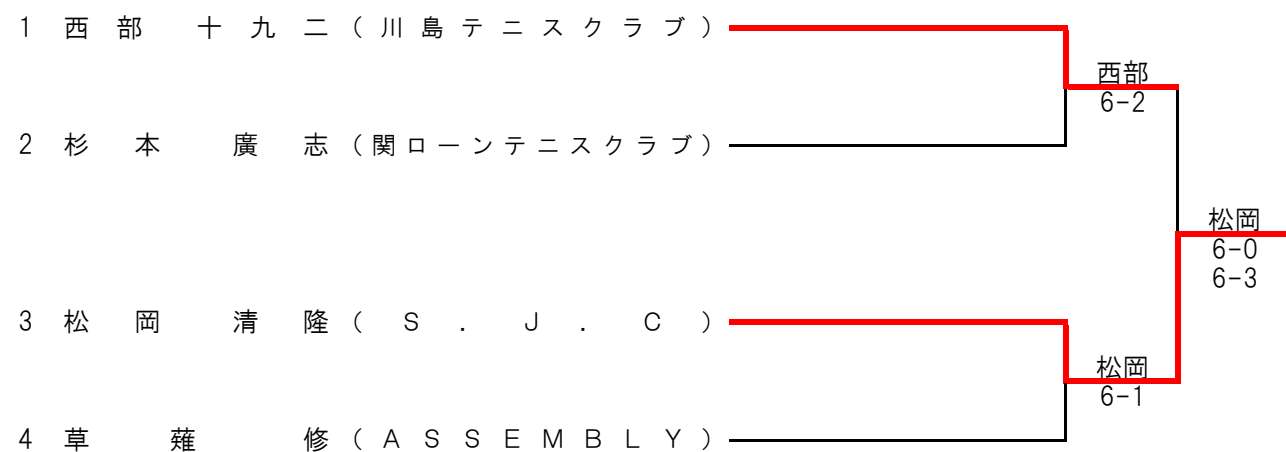 1 西部 十九二 (川島テニスクラブ)
西部
6-2
2 杉本 廣志 (関ローンテニスクラブ)
松岡
6-0
6-3
3 松岡 清隆 (S.J.C)
松岡
6-1
4 草薙 修 (ASSEMBLY)